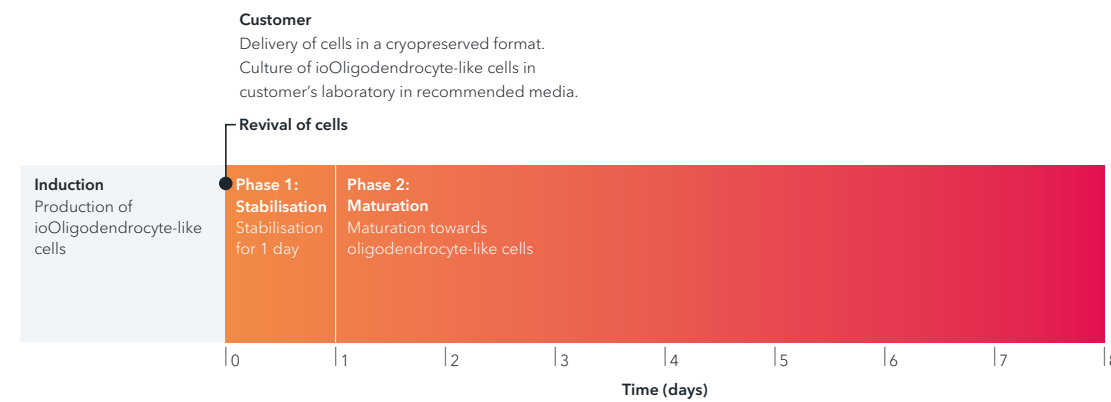 Customer
Delivery of cells in a cryopreserved format.
Culture of ioOligodendrocyte-like cells in
customer's laboratory in recommended media.
Revival of cells
Induction
Production of
ioOligodendrocyte-like
cells
Phase 1:
Stabilisation
Stabilisation
for 1 day
Phase 2:
Maturation
Maturation towards
oligodendrocyte-like cells
0 1 2 3 4 5 6 7 8
Time (days)